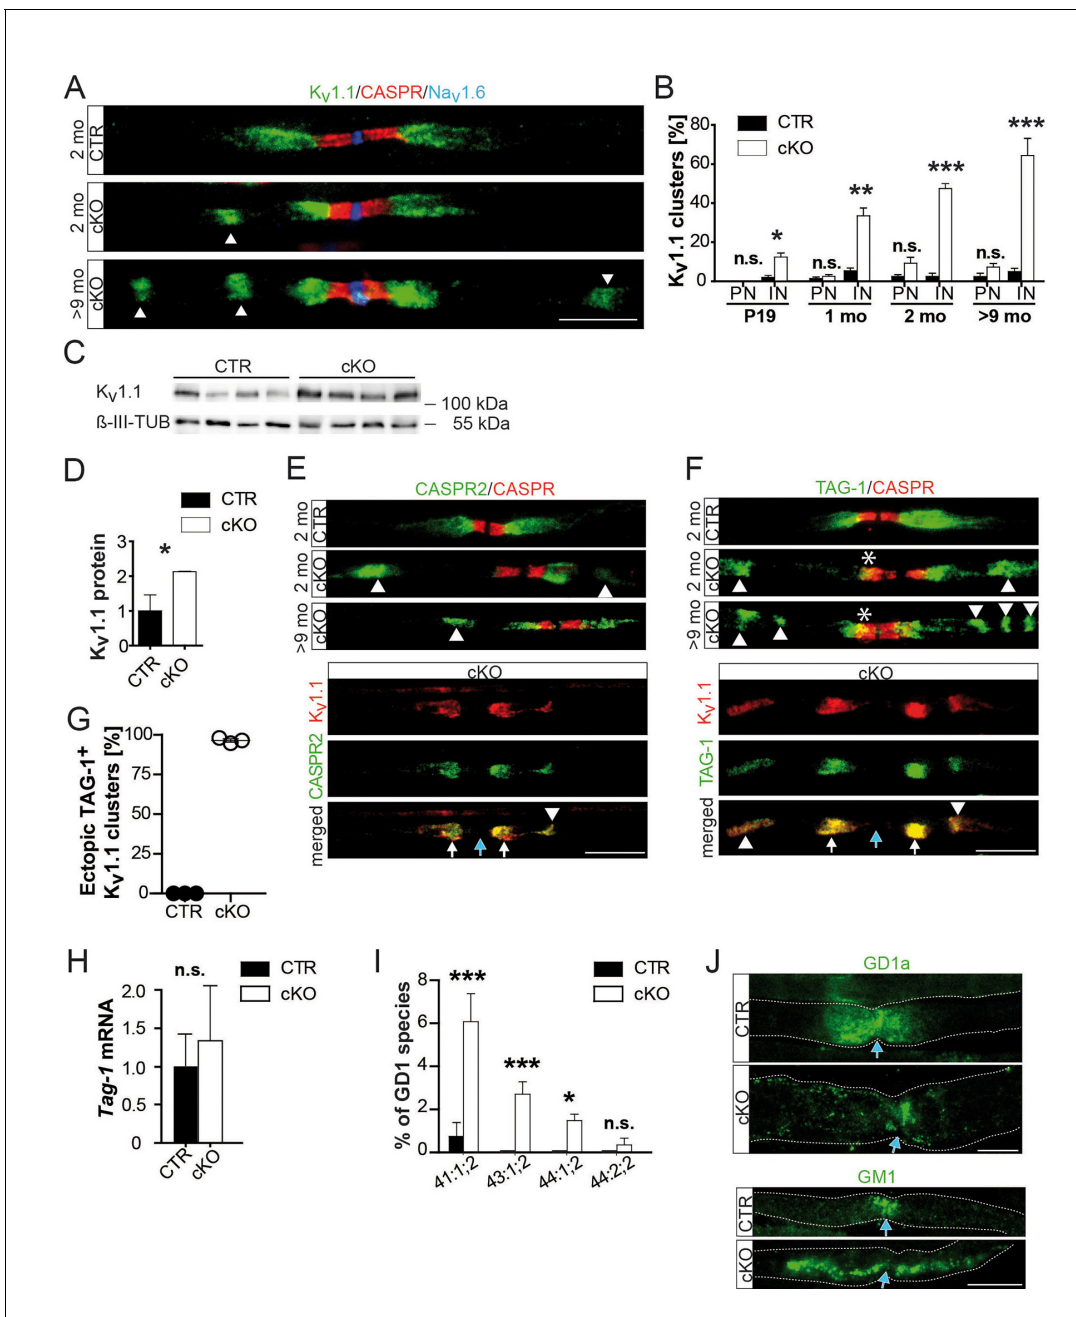 A
Kv1.1/CASPR/Nav1.6
2 mo
CTR
2 mo
cKO
>9 mo
cKO
B
Kv1.1 clusters [%]
80
60
40
20
0
CTR
cKO
n.s.
*
n.s.
**
n.s.
***
n.s.
***
PN IN PN IN PN IN PN IN
P19 1 mo 2 mo >9 mo
C
CTR cKO
Kv1.1
– 100 kDa
ß-III-TUB
– 55 kDa
D
CTR
cKO
Kv1.1 protein
3
2
1
0
*
CTR
cKO
E
CASPR2/CASPR
2 mo
CTR
2 mo
cKO
>9 mo
cKO
cKO
Kv1.1
CASPR2
merged
F
TAG-1/CASPR
2 mo
CTR
2 mo
cKO
*
>9 mo
cKO
*
cKO
Kv1.1
TAG-1
merged
G
Ectopic TAG-1+
Kv1.1 clusters [%]
100
75
50
25
0
CTR cKO
H
CTR
cKO
n.s.
Tag-1 mRNA
2.0
1.5
1.0
0.5
0
CTR
cKO
I
CTR
cKO
% of GD1 species
8
6
4
2
0
***
***
*
n.s.
41:1;2
43:1;2
44:1;2
44:2;2
J
GD1a
CTR
cKO
GM1
CTR
cKO